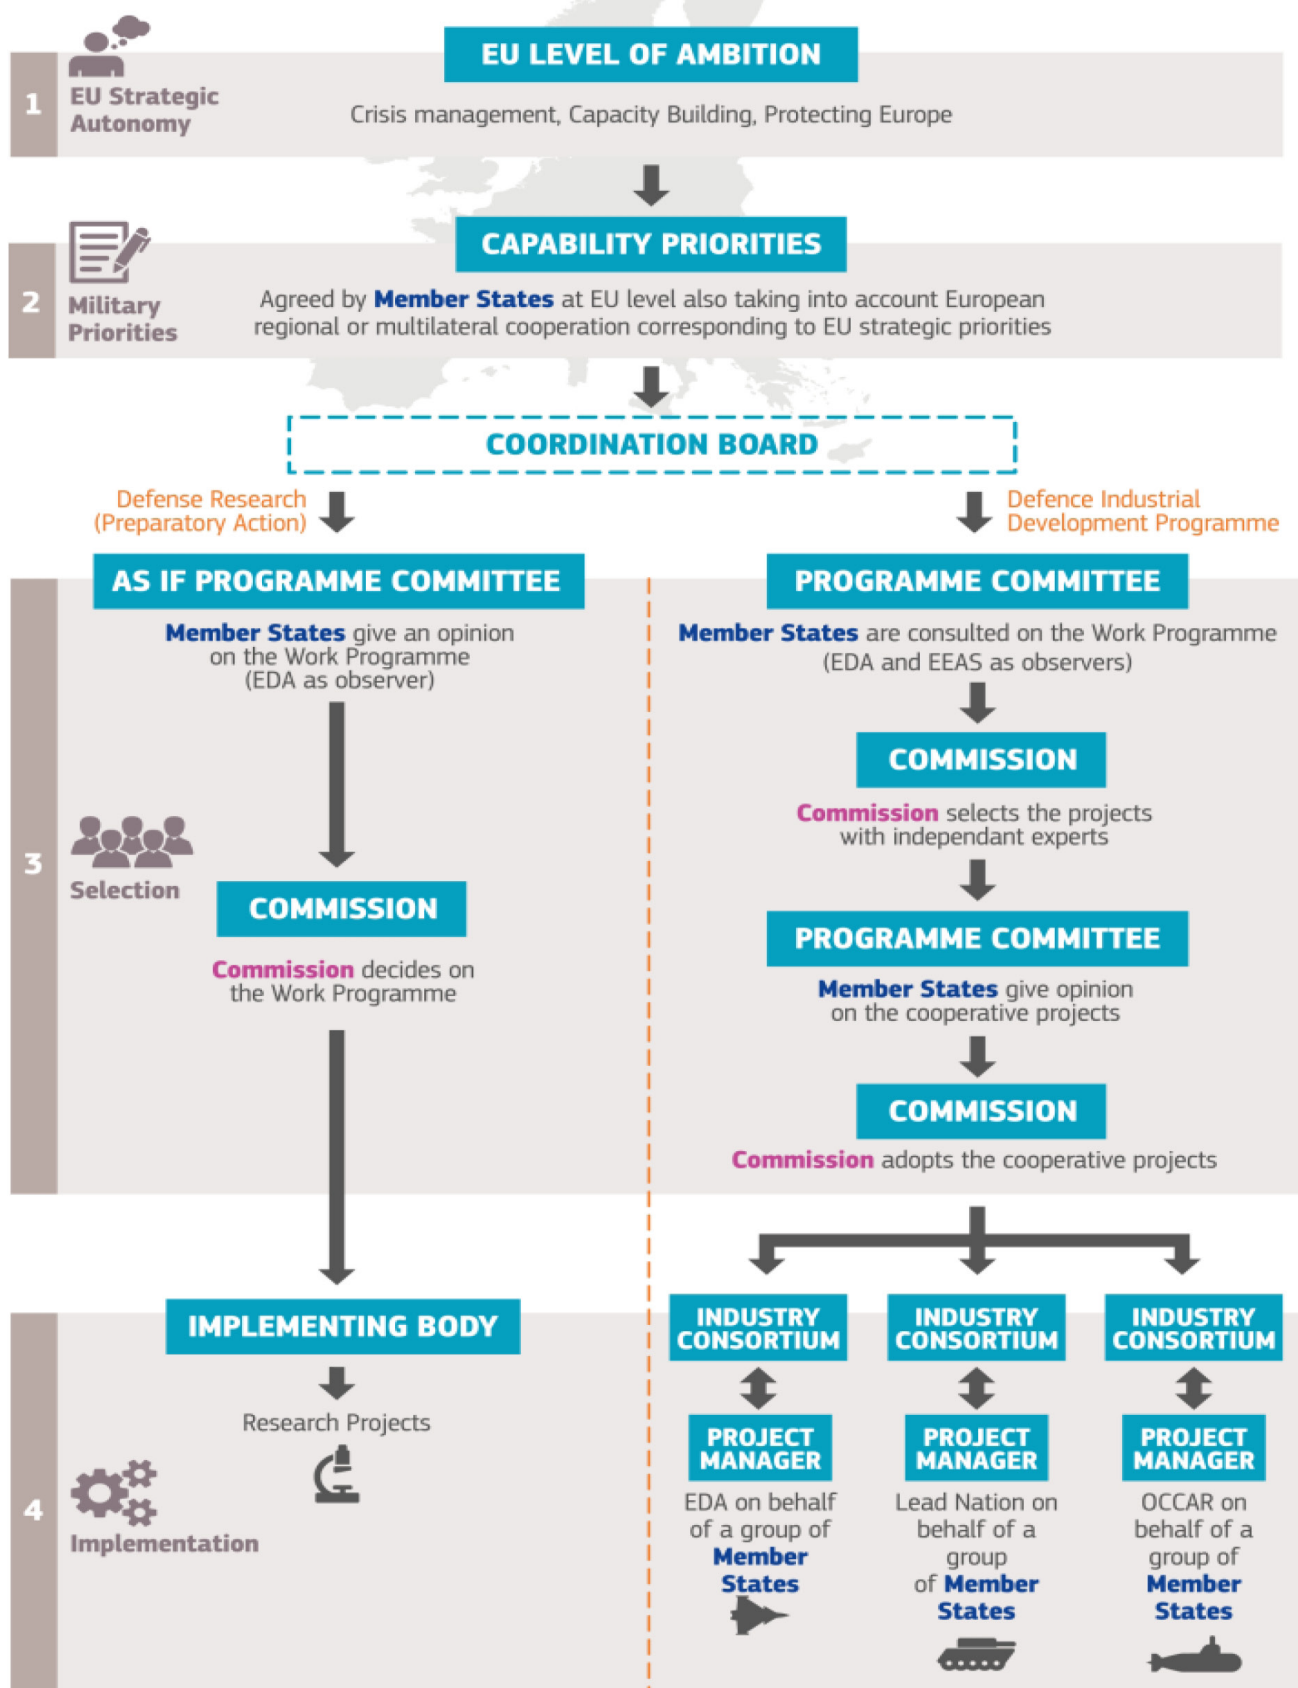 EU LEVEL OF AMBITION
1
EU Strategic
Autonomy
Crisis management, Capacity Building, Protecting Europe
CAPABILITY PRIORITIES
2
Military
Priorities
Agreed by Member States at EU level also taking into account European
regional or multilateral cooperation corresponding to EU strategic priorities
COORDINATION BOARD
Defense Research
(Preparatory Action)
Defence Industrial
Development Programme
3
Selection
AS IF PROGRAMME COMMITTEE
Member States give an opinion
on the Work Programme
(EDA as observer)
COMMISSION
Commission decides on
the Work Programme
PROGRAMME COMMITTEE
Member States are consulted on the Work Programme
(EDA and EEAS as observers)
COMMISSION
Commission selects the projects
with independant experts
PROGRAMME COMMITTEE
Member States give opinion
on the cooperative projects
COMMISSION
Commission adopts the cooperative projects
4
Implementation
IMPLEMENTING BODY
Research Projects
INDUSTRY
CONSORTIUM
PROJECT
MANAGER
EDA on behalf
of a group of
Member
States
INDUSTRY
CONSORTIUM
PROJECT
MANAGER
Lead Nation on
behalf of a
group
of Member
States
INDUSTRY
CONSORTIUM
PROJECT
MANAGER
OCCAR on
behalf of a
group of
Member
States